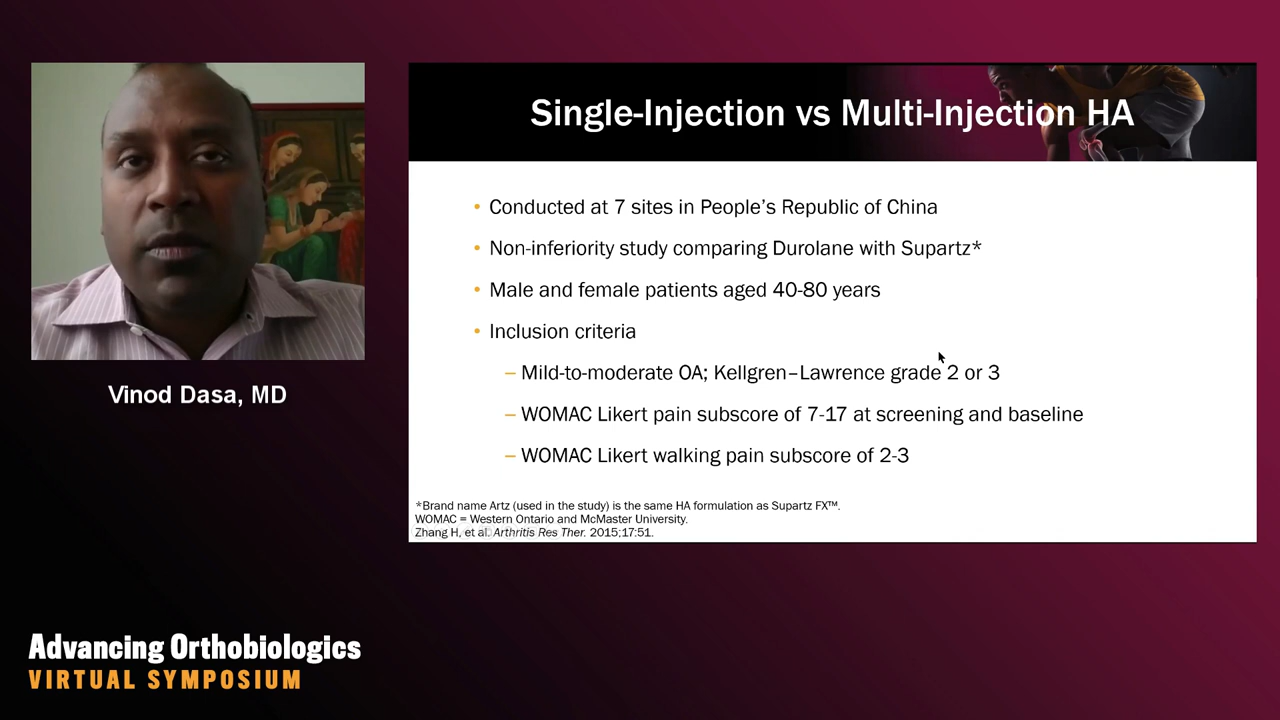 Single-Injection vs Multi-Injection HA
• Conducted at 7 sites in People's Republic of China
• Non-inferiority study comparing Durolane with Supartz*
• Male and female patients aged 40-80 years
• Inclusion criteria
– Mild-to-moderate OA; Kellgren–Lawrence grade 2 or 3
– WOMAC Likert pain subscore of 7-17 at screening and baseline
– WOMAC Likert walking pain subscore of 2-3
*Brand name Artz (used in the study) is the same HA formulation as Supartz FX™.
WOMAC = Western Ontario and McMaster University.
Zhang H, et al. Arthritis Res Ther. 2015;17:51.
Vinod Dasa, MD
Advancing Orthobiologics
VIRTUAL SYMPOSIUM